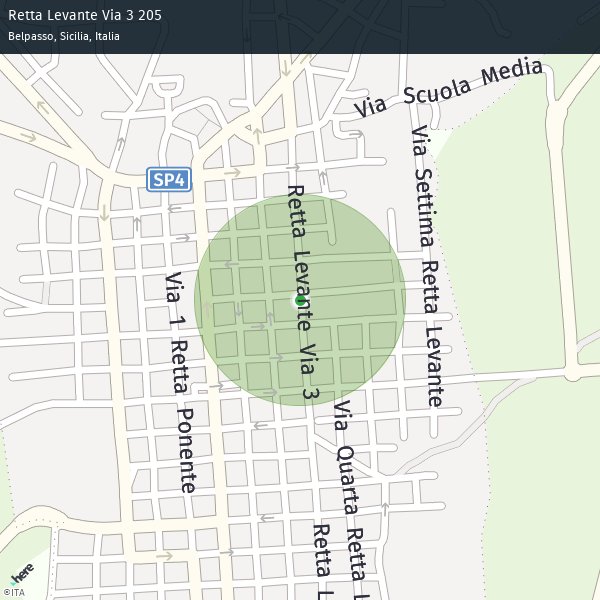 Retta Levante Via 3 205
Belpasso, Sicilia, Italia
Via Scuola Media
SP4
Via Settima Retta Levante
Retta Levante Via 3
Via 1 Retta Ponente
Via Quarta Retta L
Retta L
here
©ITA